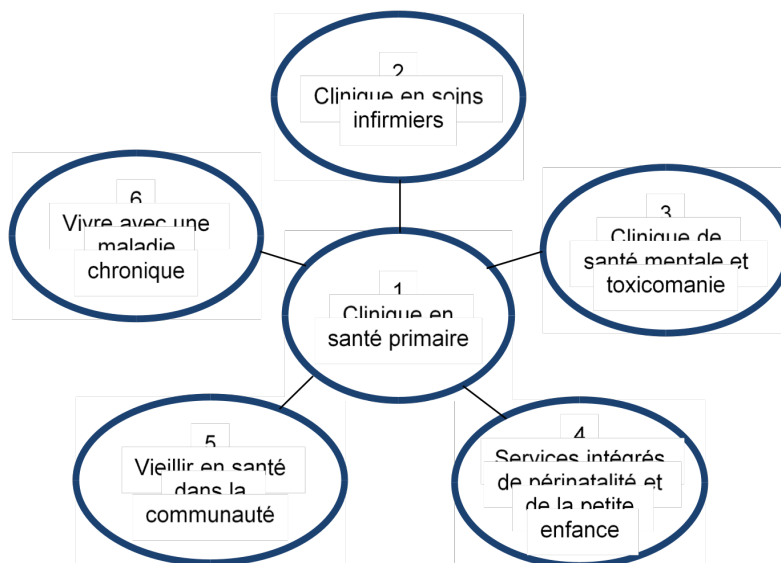 2
Clinique en soins
infirmiers
6
Vivre avec une
maladie
chronique
3
Clinique de
santé mentale et
toxicomanie
1
Clinique en
santé primaire
5
Vieillir en santé
dans la
communauté
4
Services intégrés
de périnatalité et
de la petite
enfance